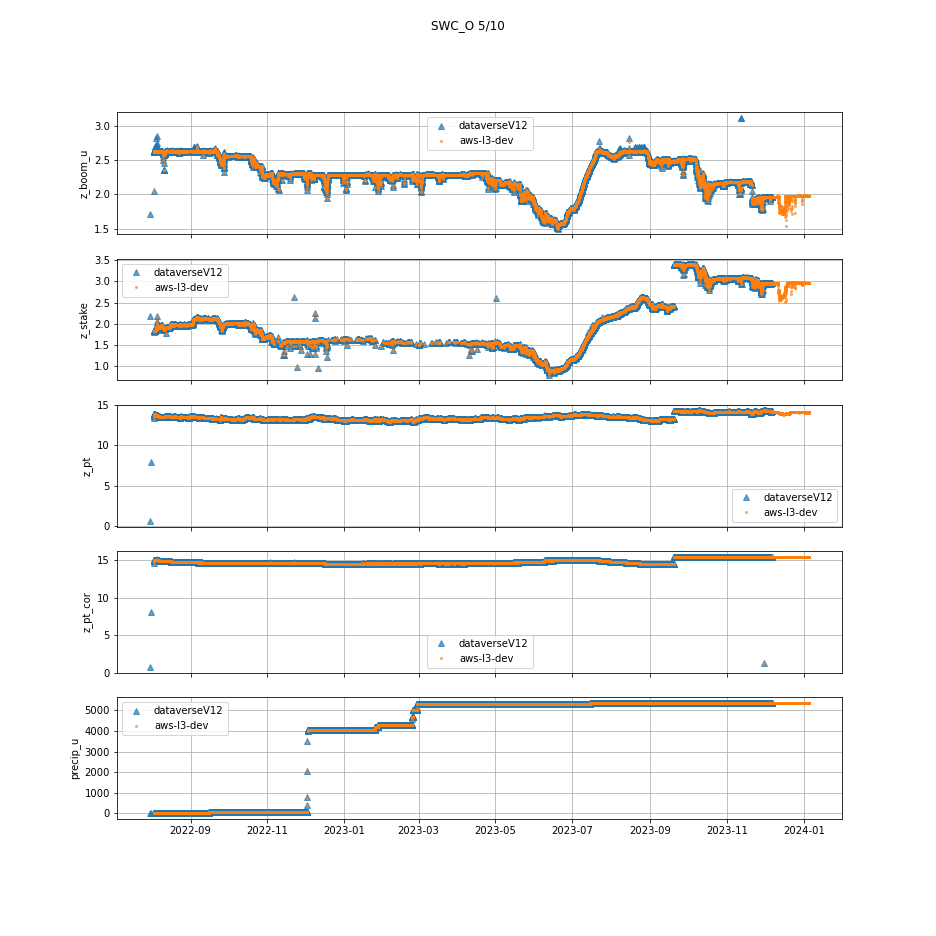 SWC_O 5/10
z_boom_u
3.0
2.5
2.0
1.5
dataverseV12
aws-l3-dev
z_stake
3.5
3.0
2.5
2.0
1.5
1.0
dataverseV12
aws-l3-dev
z_pt
15
10
5
0
dataverseV12
aws-l3-dev
z_pt_cor
15
10
5
0
dataverseV12
aws-l3-dev
precip_u
5000
4000
3000
2000
1000
0
dataverseV12
aws-l3-dev
2022-09 2022-11 2023-01 2023-03 2023-05 2023-07 2023-09 2023-11 2024-01